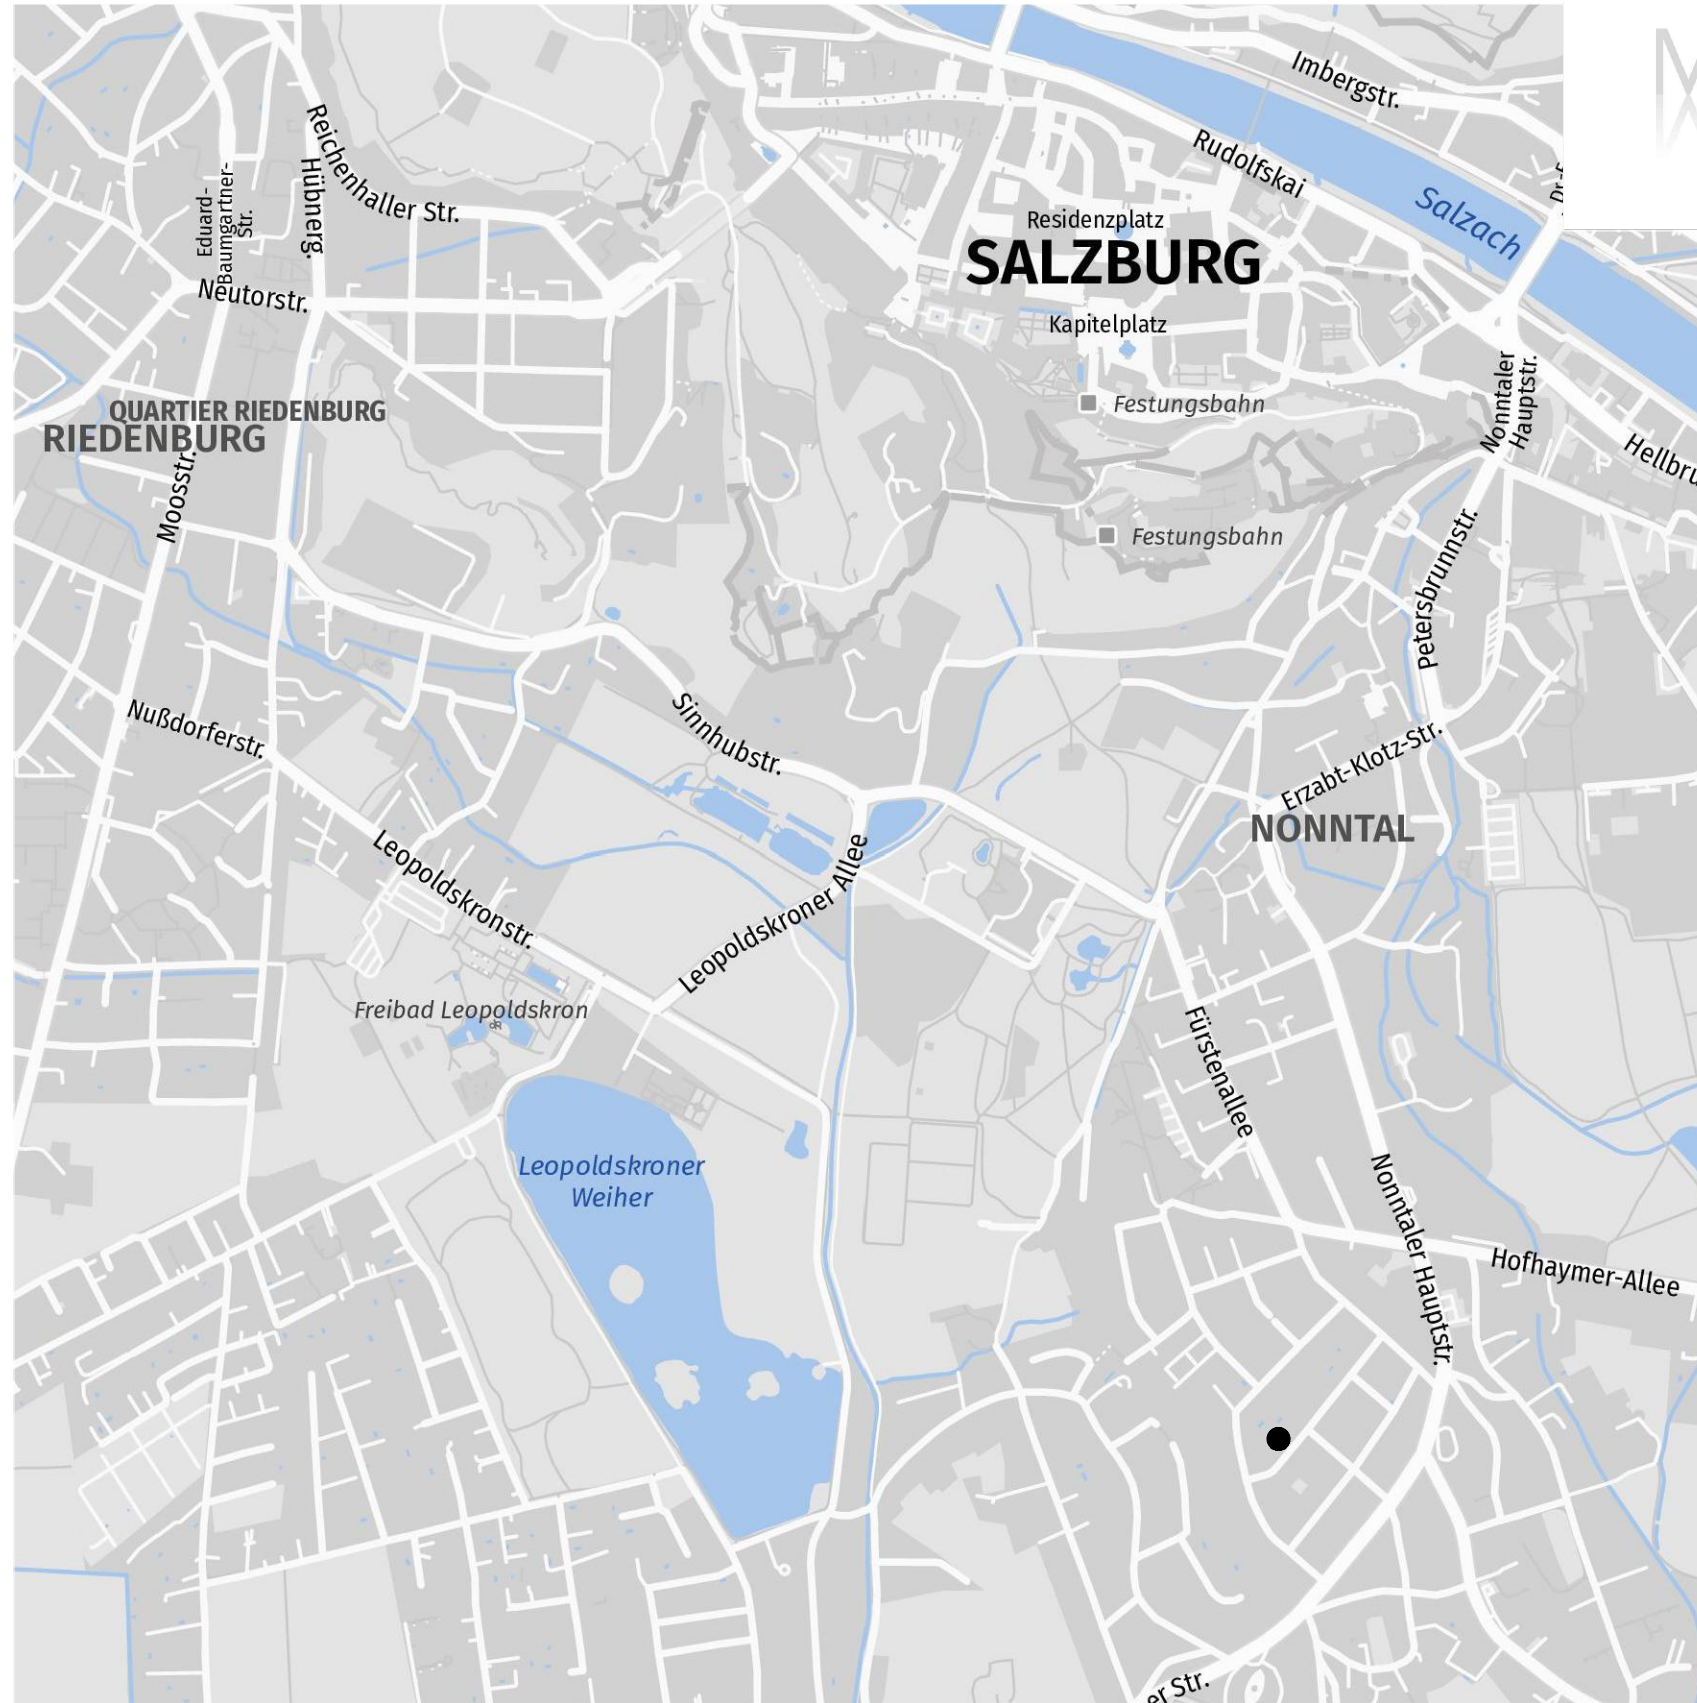 Imbergstr.
Reichenhaller Str.
Rudolfskai
Dr.-F
Hübnerg.
Eduard-
Baumgartner-
Str.
Salzach
Residenzplatz
SALZBURG
Neutorstr.
Kapitelplatz
Nonntaler
Hauptstr.
QUARTIER RIEDENBURG
RIEDENBURG
Festungsbahn
Hellbru
Moosstr.
Festungsbahn
Petersbrunnstr.
Nußdorferstr.
Sinnhubstr.
Erzabt-Klotz-Str.
NONNTAL
Leopoldskronstr.
Leopoldskroner Allee
Freibad Leopoldskron
Fürstenallee
Leopoldskroner
Weiher
Nonntaler Hauptstr.
Hofhaymer-Allee
er Str.